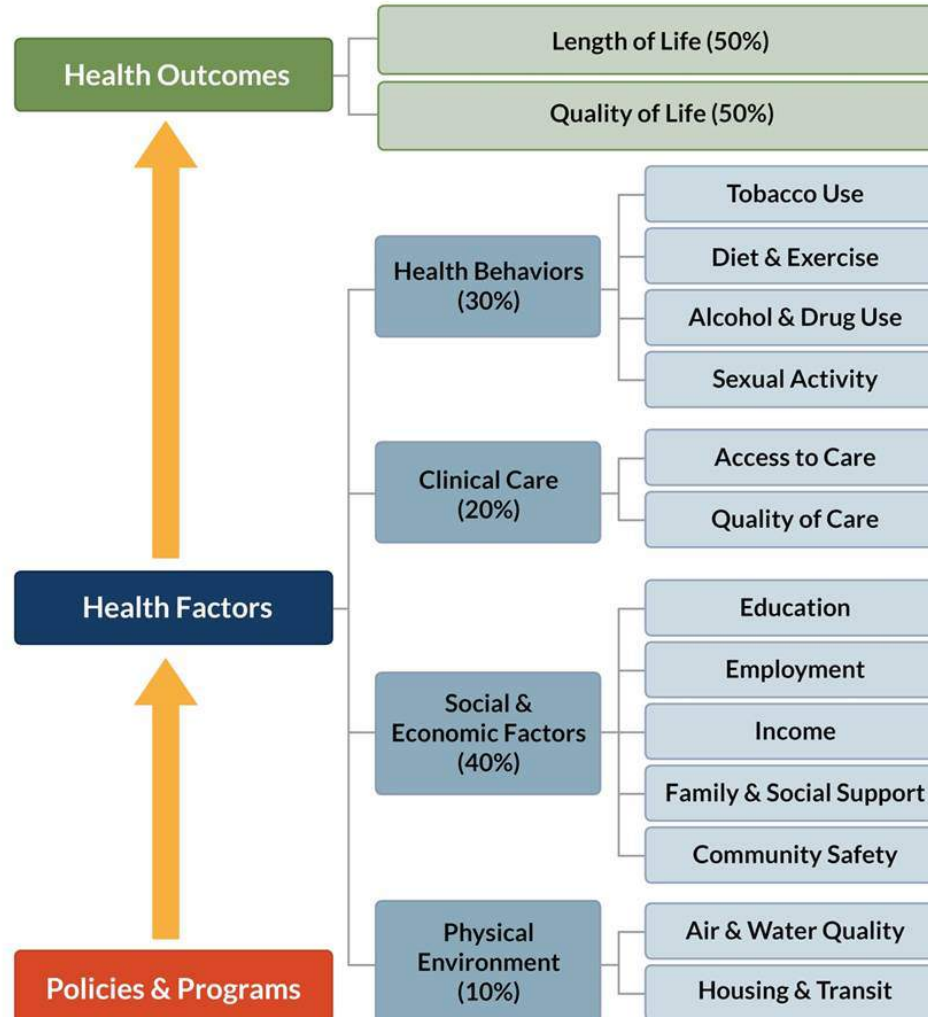 Health Outcomes
Length of Life (50%)
Quality of Life (50%)
Health Behaviors
(30%)
Tobacco Use
Diet & Exercise
Alcohol & Drug Use
Sexual Activity
Clinical Care
(20%)
Access to Care
Quality of Care
Health Factors
Social &
Economic Factors
(40%)
Education
Employment
Income
Family & Social Support
Community Safety
Physical
Environment
(10%)
Air & Water Quality
Housing & Transit
Policies & Programs